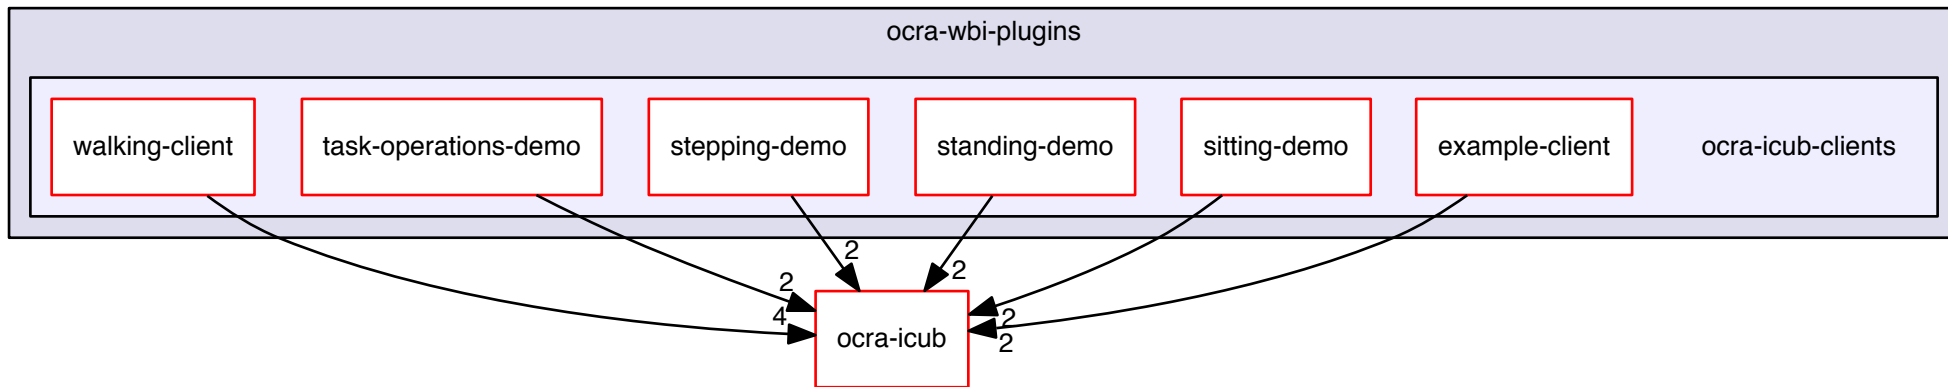 ocra-wbi-plugins
walking-client
task-operations-demo
stepping-demo
standing-demo
sitting-demo
example-client
ocra-icub-clients
2
2
2
4
2
2
ocra-icub